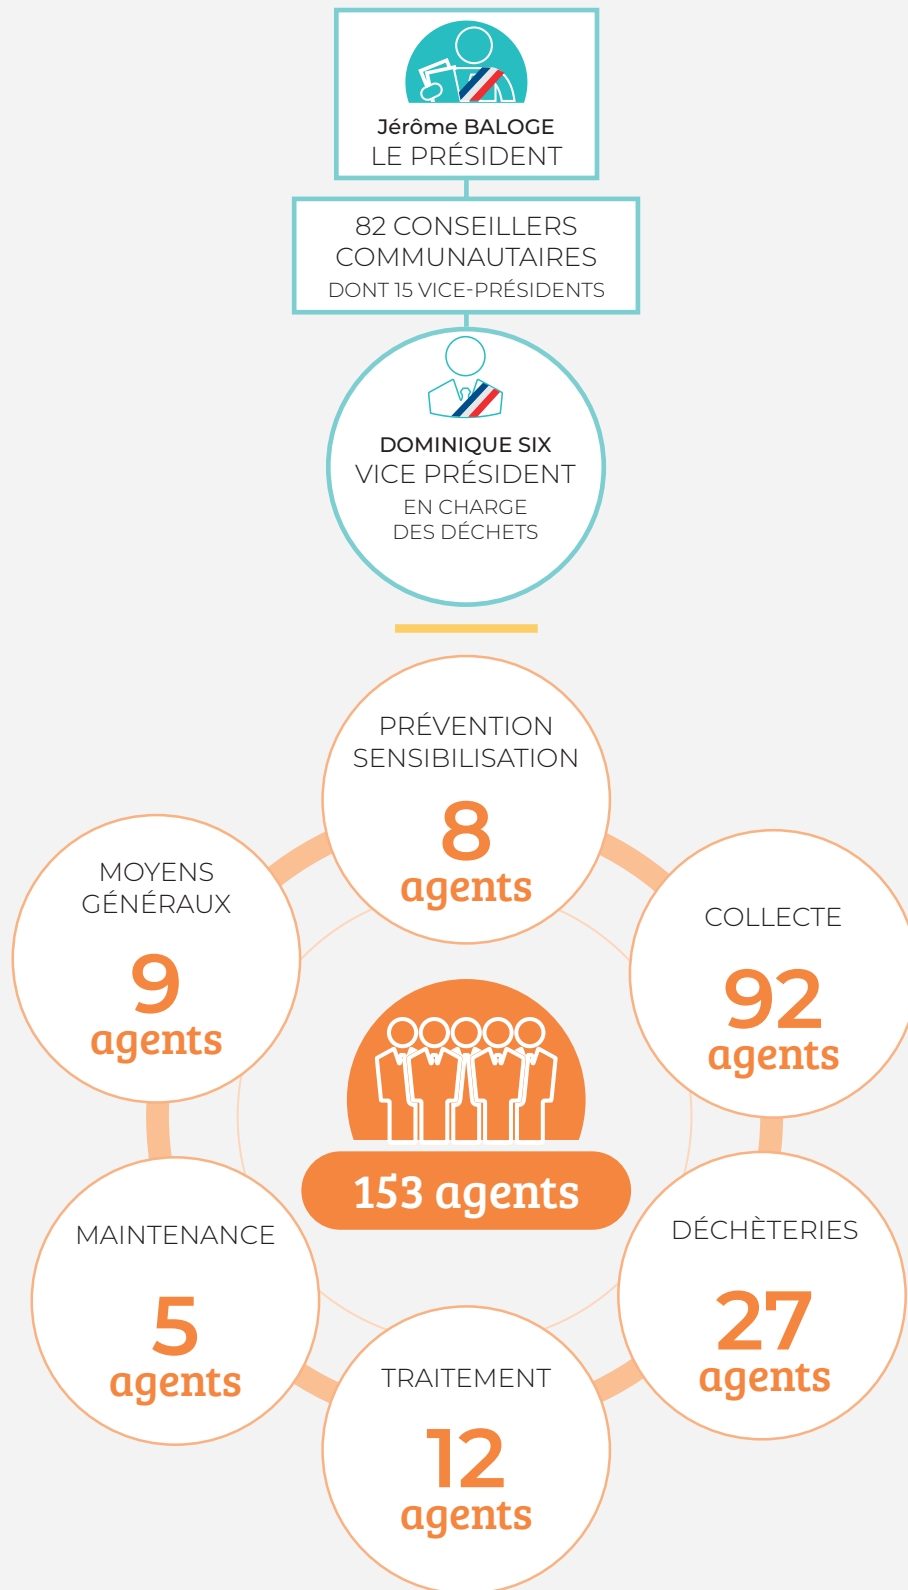 Jérôme BALOGE
LE PRÉSIDENT
82 CONSEILLERS
COMMUNAUTAIRES
DONT 15 VICE-PRÉSIDENTS
DOMINIQUE SIX
VICE PRÉSIDENT
EN CHARGE
DES DÉCHETS
PRÉVENTION
SENSIBILISATION
8
agents
MOYENS
GÉNÉRAUX
9
agents
COLLECTE
92
agents
153 agents
MAINTENANCE
5
agents
DÉCHÈTERIES
27
agents
TRAITEMENT
12
agents